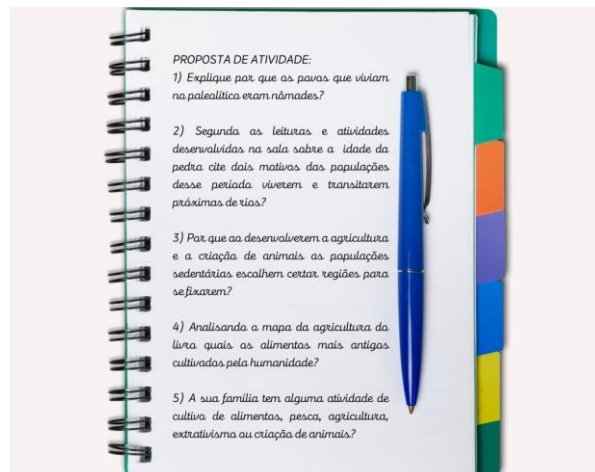 PROPOSTA DE ATIVIDADE:
1) Explique por que os povos que viviam
no paleolítico eram nômades?
2) Segundo as leituras e atividades
desenvolvidas na sala sobre a idade da
pedra cite dois motivos das populações
desse período viverem e transitarem
próximas de rios?
3) Por que ao desenvolverem a agricultura
e a criação de animais as populações
sedentárias escolhem certar regiões para
se fixarem?
4) Analisando o mapa da agricultura do
livro quais os alimentos mais antigos
cultivados pela humanidade?
5) A sua família tem alguma atividade de
cultivo de alimentos, pesca, agricultura,
extrativismo ou criação de animais?